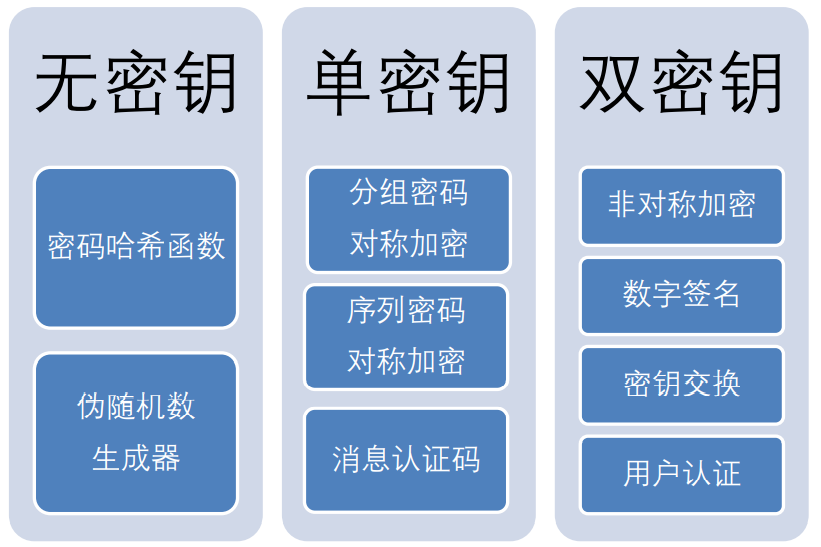 无密钥
密码哈希函数
伪随机数
生成器
单密钥
分组密码
对称加密
序列密码
对称加密
消息认证码
双密钥
非对称加密
数字签名
密钥交换
用户认证